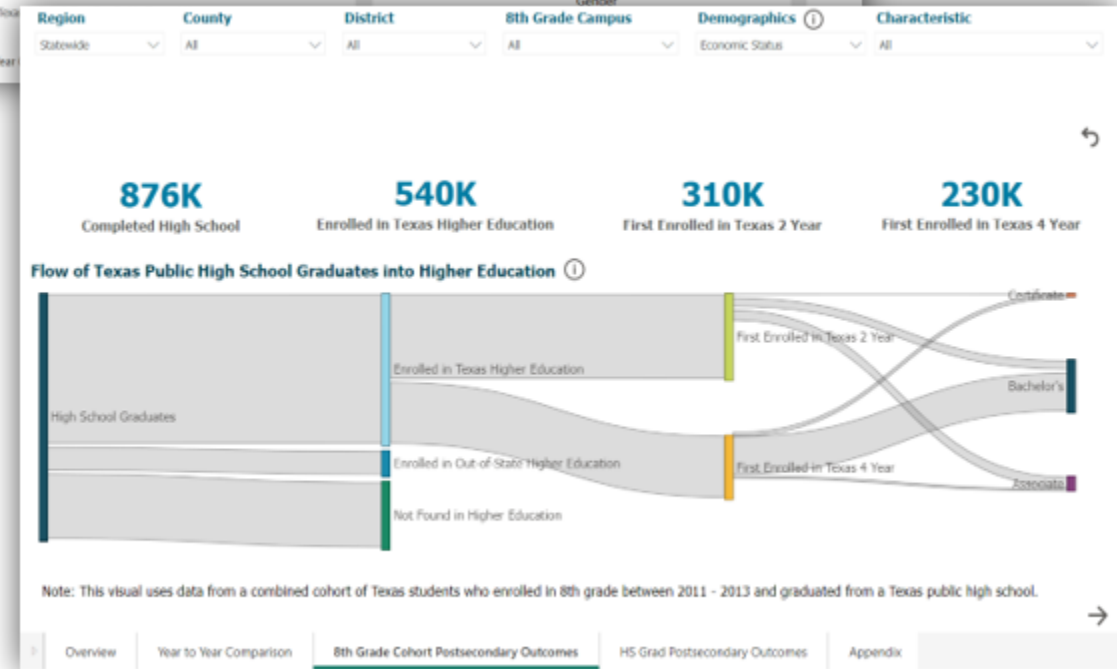 Gender
Region County District 8th Grade Campus Demographics Characteristic
Statewide All All All Economic Status All
876K 540K 310K 230K
Completed High School Enrolled in Texas Higher Education First Enrolled in Texas 2 Year First Enrolled in Texas 4 Year
Flow of Texas Public High School Graduates into Higher Education
Certificate
First Enrolled in Texas 2 Year
Enrolled in Texas Higher Education
Bachelor's
High School Graduates
Enrolled in Out-of-State Higher Education
First Enrolled in Texas 4 Year
Associate
Not Found in Higher Education
Note: This visual uses data from a combined cohort of Texas students who enrolled in 8th grade between 2011 - 2013 and graduated from a Texas public high school.
Overview Year to Year Comparison 8th Grade Cohort Postsecondary Outcomes HS Grad Postsecondary Outcomes Appendix